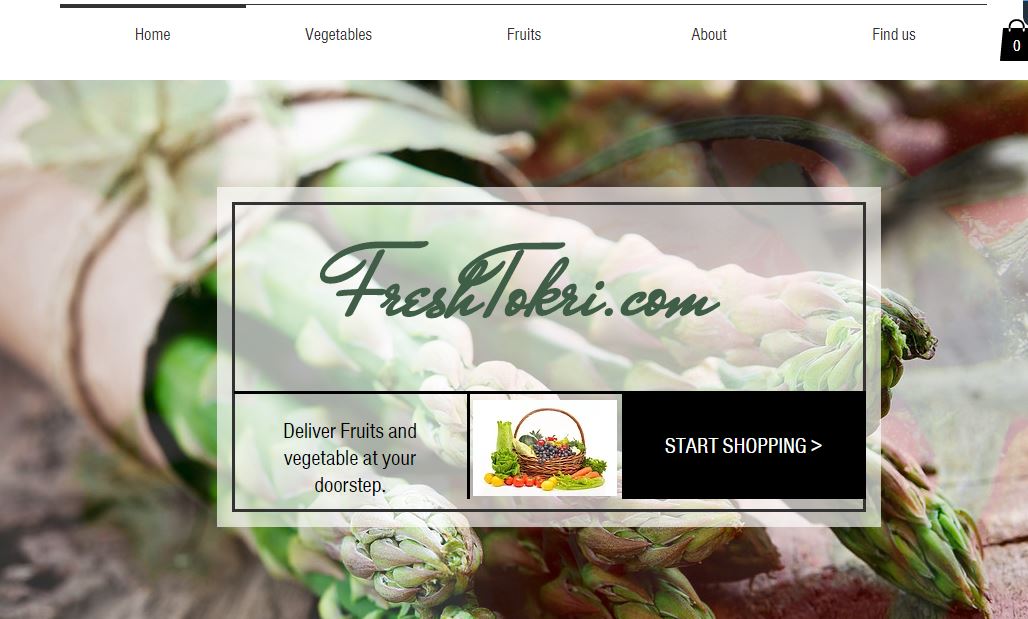 Home Vegetables Fruits About Find us
0
FreshTokri.com
Deliver Fruits and
vegetable at your
doorstep.
START SHOPPING >